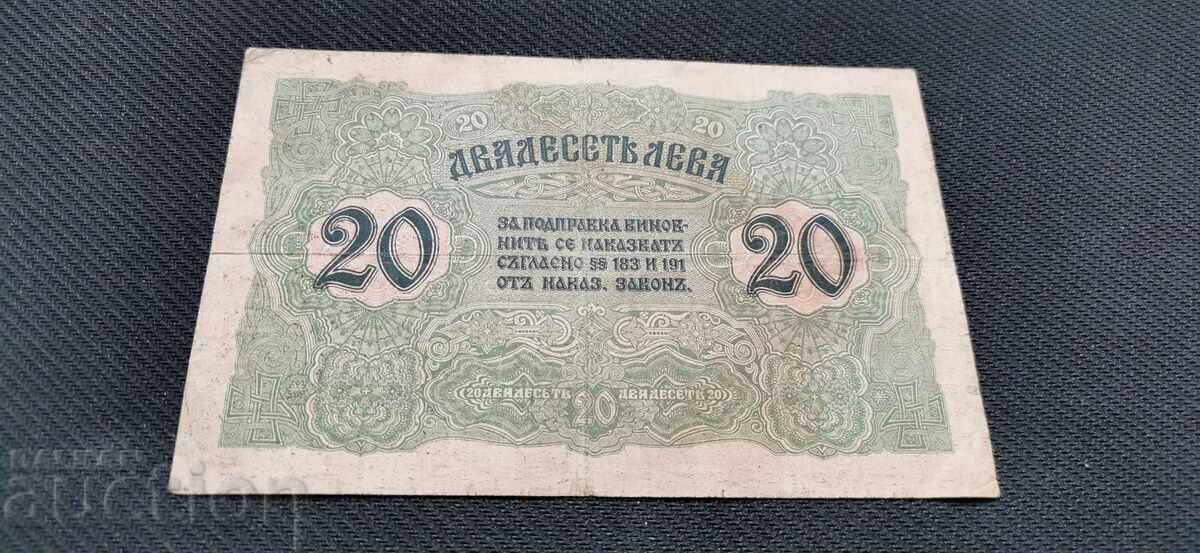 20 20
ДВАДЕСЕТЬ ЛЕВА
20 20
ЗА ПОДПРАВКА ВИНОВ-
НИТѢ СЕ НАКАЗВАТЪ
СЪГЛАСНО §§ 183 И 191
ОТЪ НАКАЗ. ЗАКОНЪ.
20 ДВАДЕСЕТЬ 20 ДВАДЕСЕТЬ 20
auction